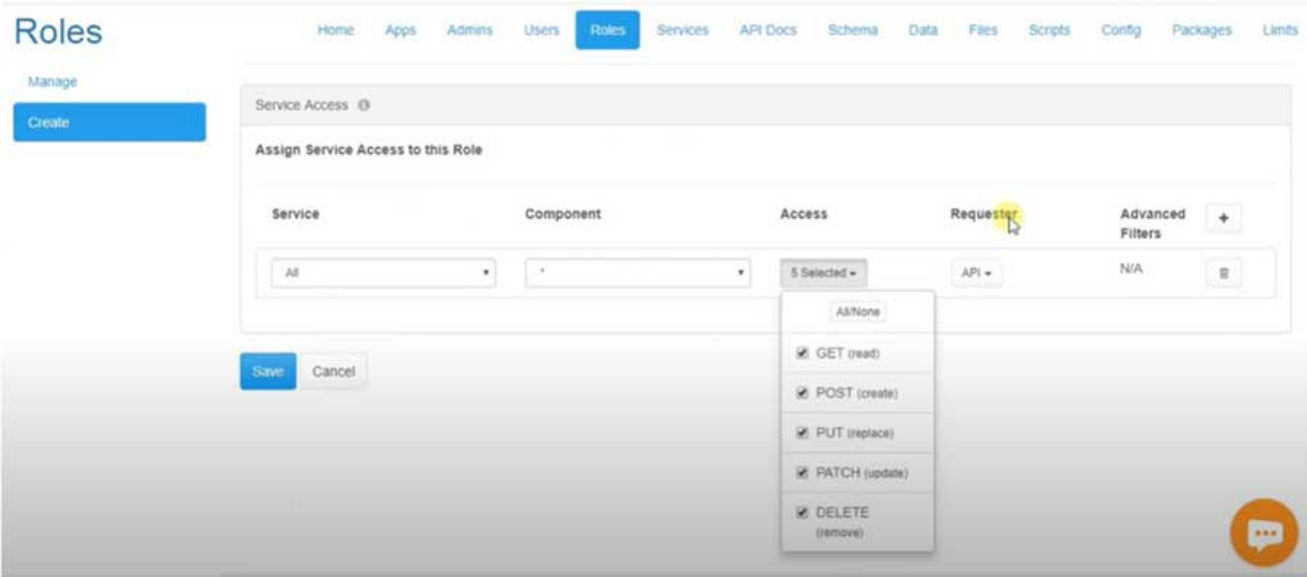 Roles
Home Apps Admins Users Roles Services API Docs Schema Data Files Scripts Config Packages Limits
Manage
Create
Service Access
Assign Service Access to this Role
Service Component Access Requester Advanced Filters +
All * 5 Selected API N/A
All/None
GET (read)
POST (create)
PUT (replace)
PATCH (update)
DELETE
(remove)
Save Cancel